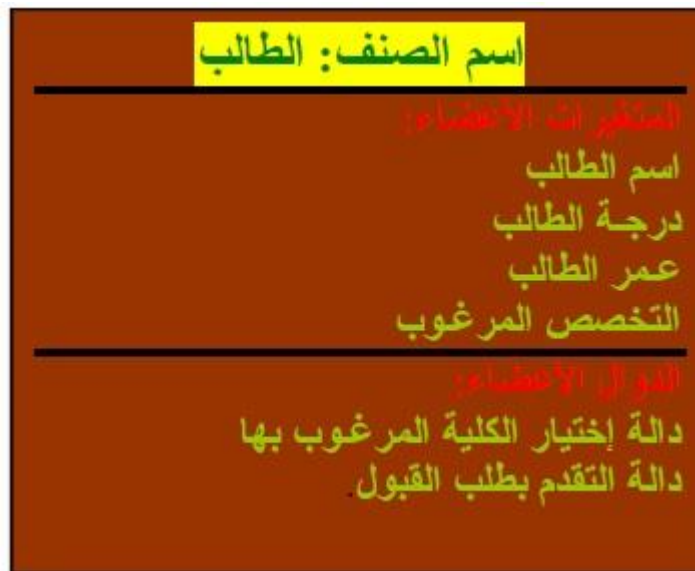 اسم الصنف: الطالب
المتغيرات الأعضاء:
اسم الطالب
درجة الطالب
عمر الطالب
التخصص المرغوب
الدوال الأعضاء:
دالة إختيار الكلية المرغوب بها
دالة التقدم بطلب القبول.